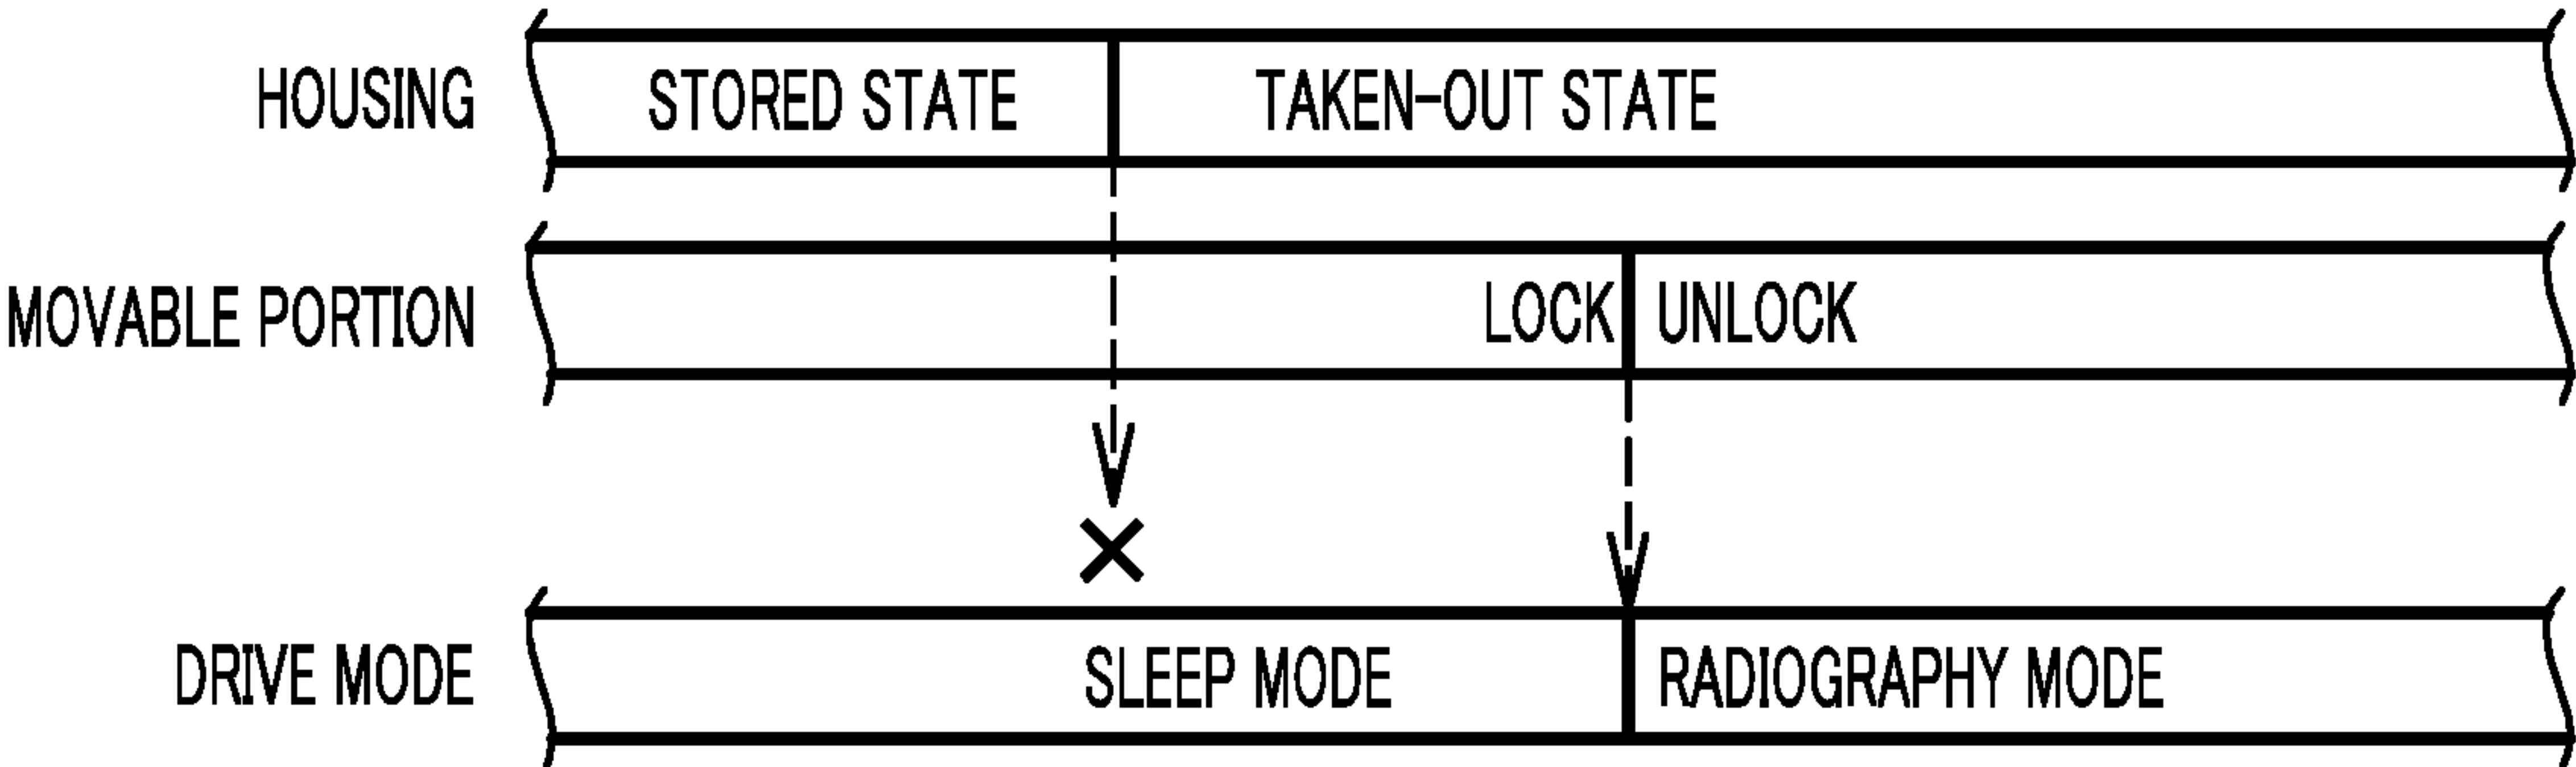 HOUSING STORED STATE TAKEN-OUT STATE
MOVABLE PORTION LOCK UNLOCK
DRIVE MODE SLEEP MODE RADIOGRAPHY MODE